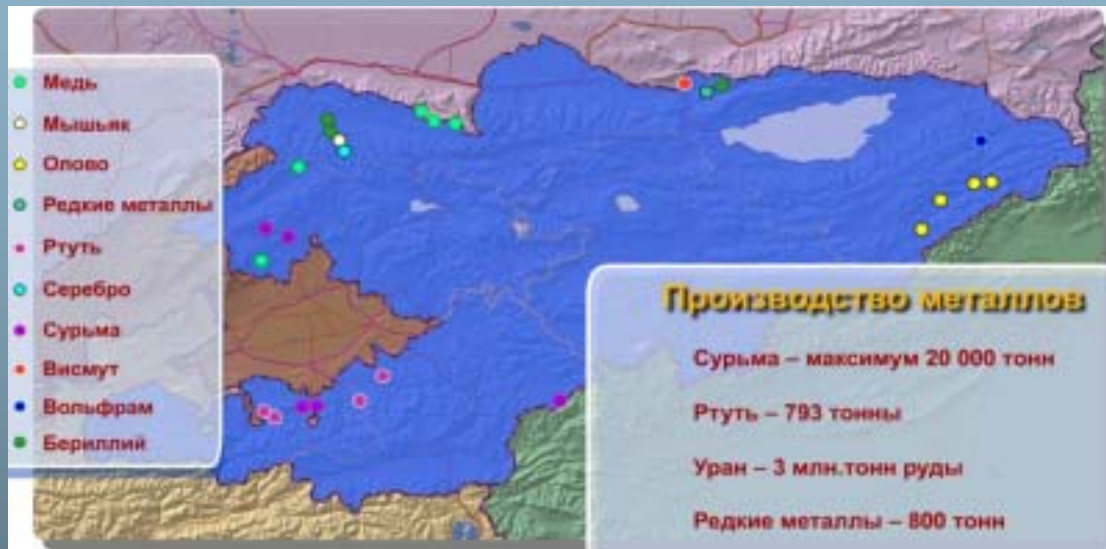 Медь
Мышьяк
Олово
Редкие металлы
Ртуть
Серебро
Сурьма
Висмут
Вольфрам
Бериллий
Производство металлов
Сурьма – максимум 20 000 тонн
Ртуть – 793 тонны
Уран – 3 млн.тонн руды
Редкие металлы – 800 тонн